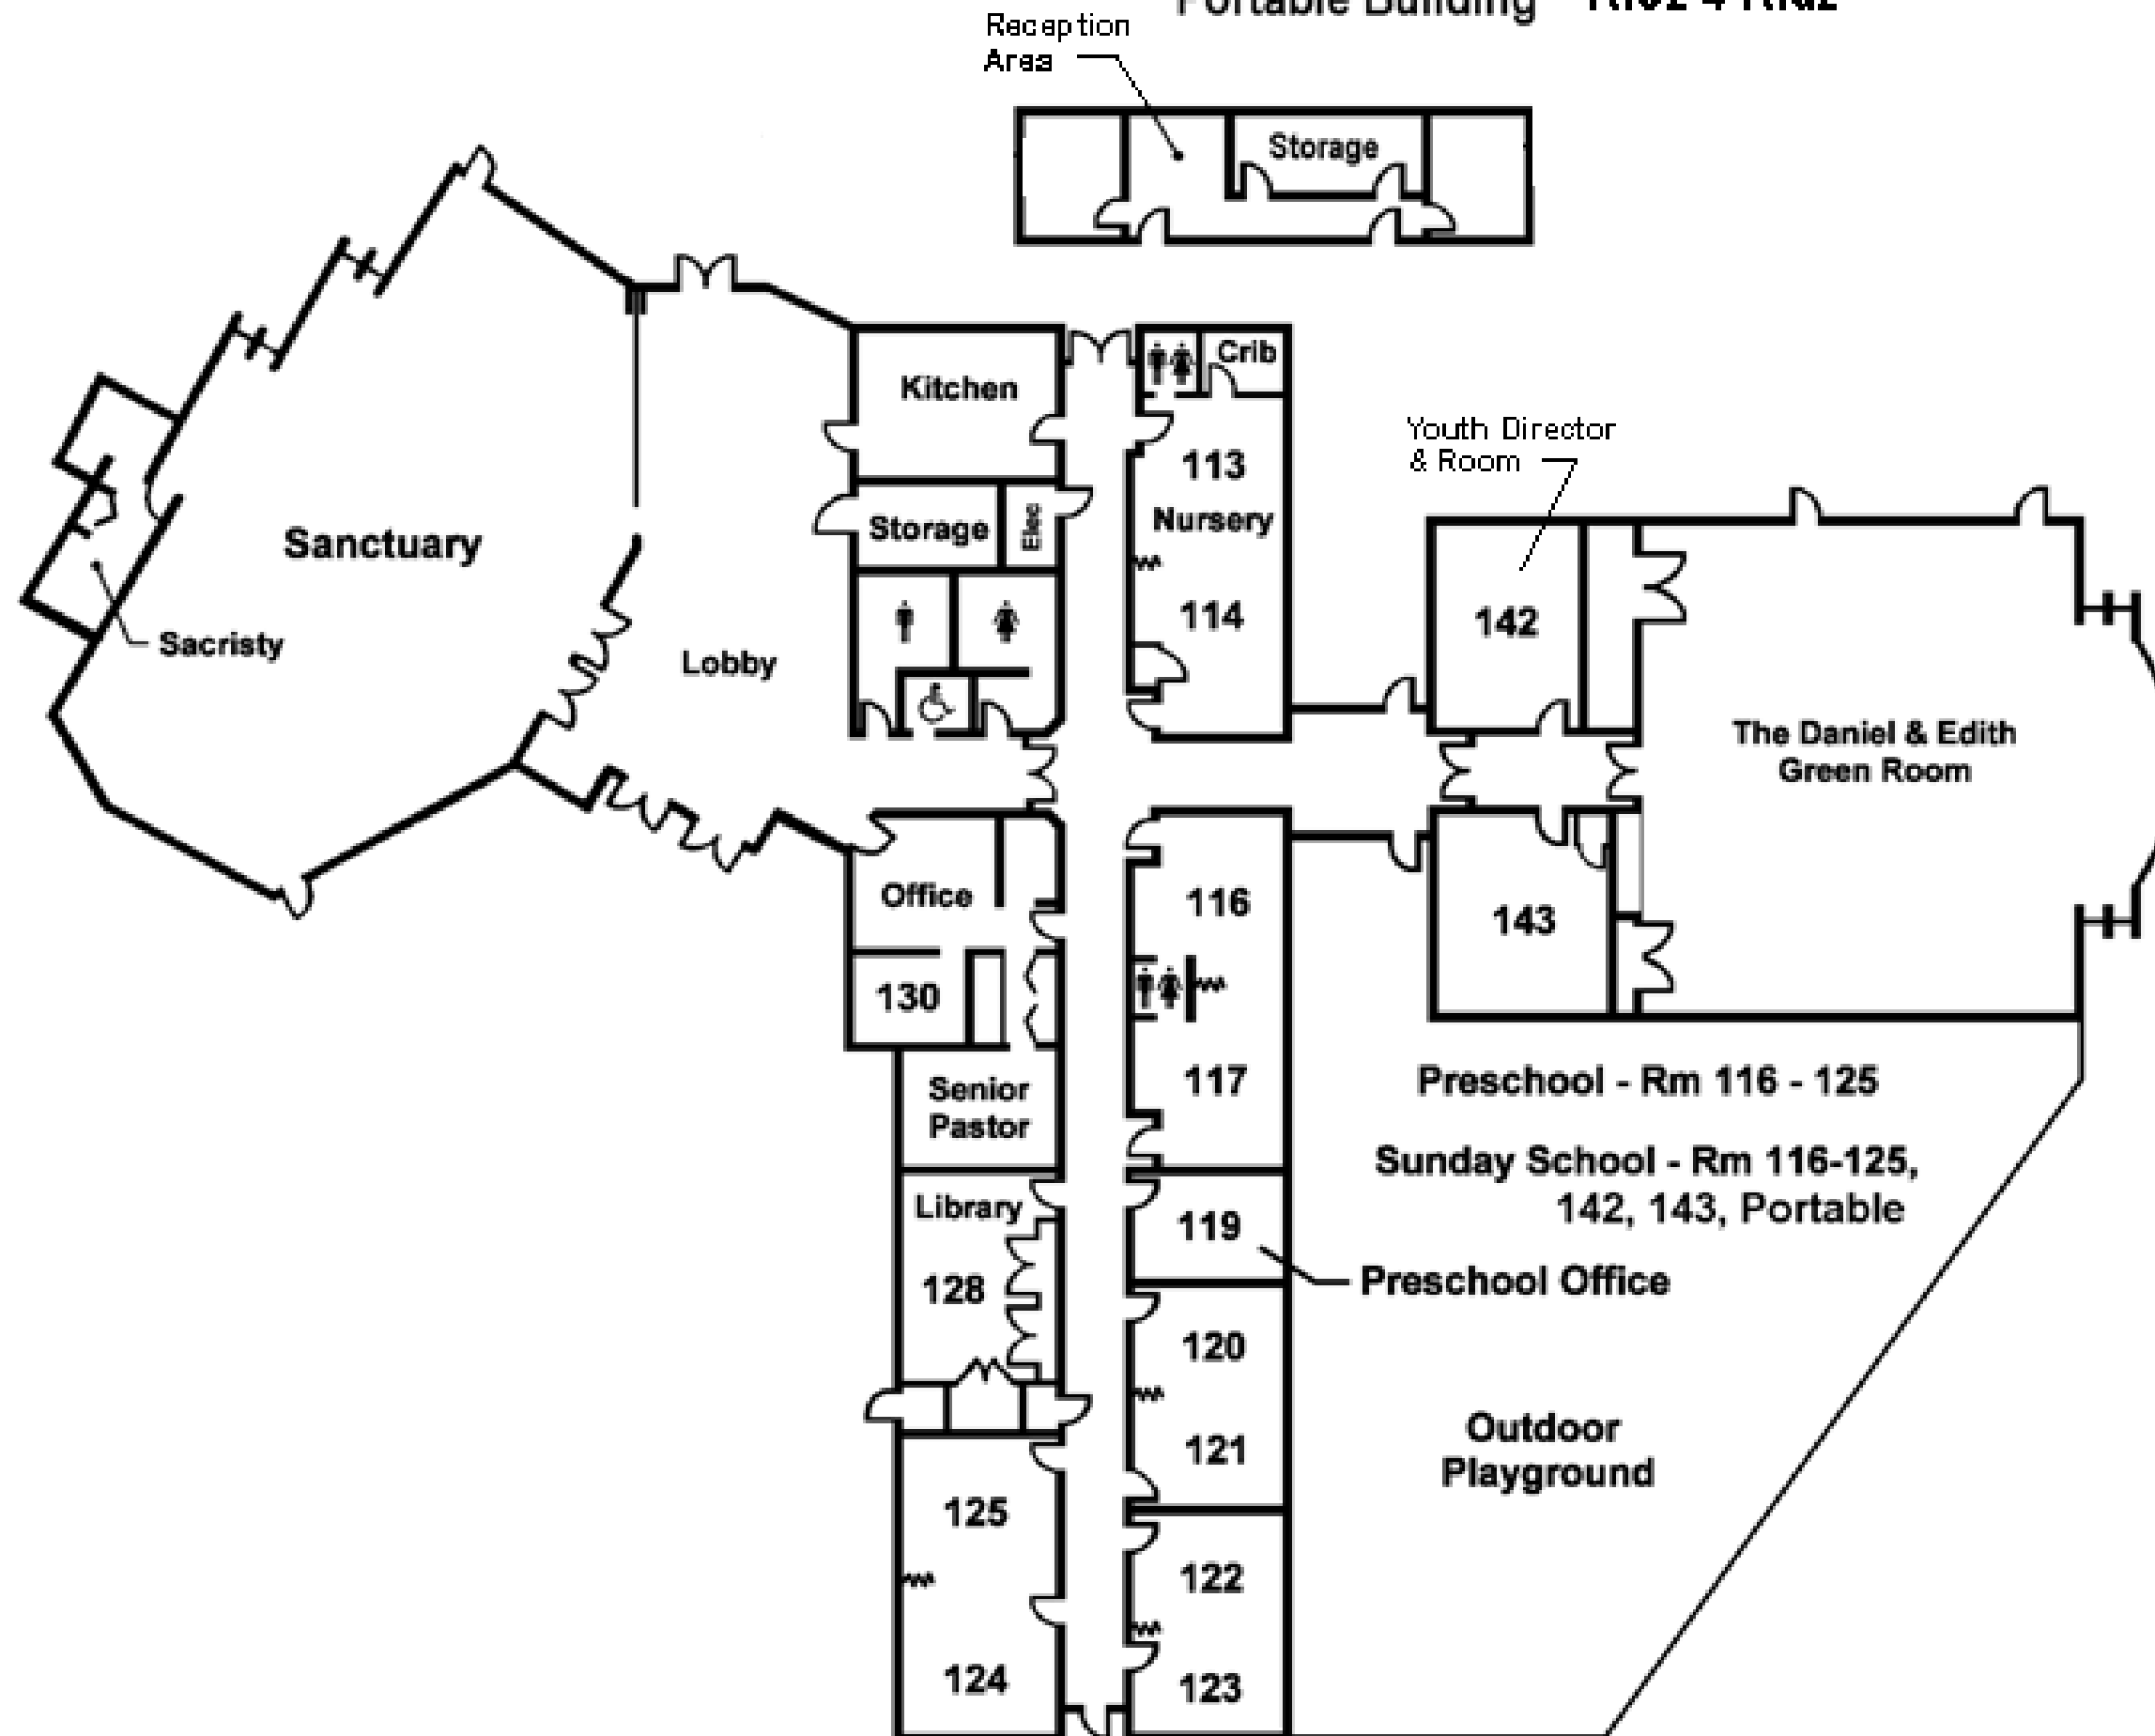 Portable Building
Reception
Area
Storage
Kitchen
Crib
113
Nursery
114
Storage
Elec
Youth Director
& Room
142
Sanctuary
Sacristy
Lobby
The Daniel & Edith
Green Room
Office
116
143
130
117
Senior
Pastor
Preschool - Rm 116 - 125
Sunday School - Rm 116-125,
142, 143, Portable
Library
119
Preschool Office
128
120
121
Outdoor
Playground
125
122
124
123